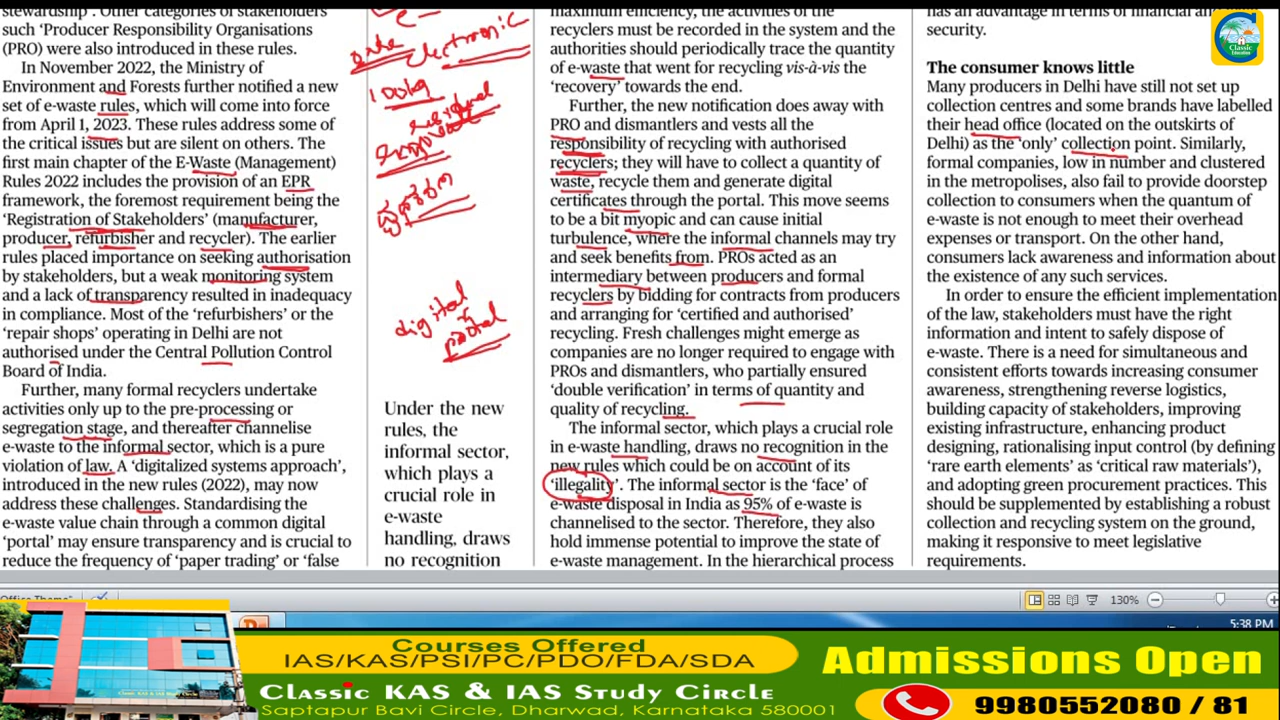 stewardship'. Other categories of stakeholders
such 'Producer Responsibility Organisations
(PRO) were also introduced in these rules.
In November 2022, the Ministry of
Environment and Forests further notified a new
set of e-waste rules, which will come into force
from April 1, 2023. These rules address some of
the critical issues but are silent on others. The
first main chapter of the E-Waste (Management)
Rules 2022 includes the provision of an EPR
framework, the foremost requirement being the
'Registration of Stakeholders' (manufacturer,
producer, refurbisher and recycler). The earlier
rules placed importance on seeking authorisation
by stakeholders, but a weak monitoring system
and a lack of transparency resulted in inadequacy
in compliance. Most of the 'refurbishers' or the
'repair shops' operating in Delhi are not
authorised under the Central Pollution Control
Board of India.
Further, many formal recyclers undertake
activities only up to the pre-processing or
segregation stage, and thereafter channelise
e-waste to the informal sector, which is a pure
violation of law. A 'digitalized systems approach',
introduced in the new rules (2022), may now
address these challenges. Standardising the
e-waste value chain through a common digital
'portal' may ensure transparency and is crucial to
reduce the frequency of 'paper trading' or 'false
e-
electronic
100kg
digital
portal
Under the new
rules, the
informal sector,
which plays a
crucial role in
e-waste
handling, draws
no recognition
maximum efficiency, the activities of the
recyclers must be recorded in the system and the
authorities should periodically trace the quantity
of e-waste that went for recycling vis-à-vis the
'recovery' towards the end.
Further, the new notification does away with
PRO and dismantlers and vests all the
responsibility of recycling with authorised
recyclers; they will have to collect a quantity of
waste, recycle them and generate digital
certificates through the portal. This move seems
to be a bit myopic and can cause initial
turbulence, where the informal channels may try
and seek benefits from. PROs acted as an
intermediary between producers and formal
recyclers by bidding for contracts from producers
and arranging for 'certified and authorised'
recycling. Fresh challenges might emerge as
companies are no longer required to engage with
PROs and dismantlers, who partially ensured
'double verification' in terms of quantity and
quality of recycling.
The informal sector, which plays a crucial role
in e-waste handling, draws no recognition in the
new rules which could be on account of its
'illegality'. The informal sector is the 'face' of
e-waste disposal in India as 95% of e-waste is
channelised to the sector. Therefore, they also
hold immense potential to improve the state of
e-waste management. In the hierarchical process
has an advantage in terms of financial and
security.
The consumer knows little
Many producers in Delhi have still not set up
collection centres and some brands have labelled
their head office (located on the outskirts of
Delhi) as the 'only' collection point. Similarly,
formal companies, low in number and clustered
in the metropolises, also fail to provide doorstep
collection to consumers when the quantum of
e-waste is not enough to meet their overhead
expenses or transport. On the other hand,
consumers lack awareness and information about
the existence of any such services.
In order to ensure the efficient implementation
of the law, stakeholders must have the right
information and intent to safely dispose of
e-waste. There is a need for simultaneous and
consistent efforts towards increasing consumer
awareness, strengthening reverse logistics,
building capacity of stakeholders, improving
existing infrastructure, enhancing product
designing, rationalising input control (by defining
'rare earth elements' as 'critical raw materials'),
and adopting green procurement practices. This
should be supplemented by establishing a robust
collection and recycling system on the ground,
making it responsive to meet legislative
requirements.
Classic
Education
Office Theme"
130%
5:38 PM
Courses Offered
IAS/KAS/PSI/PC/PDO/FDA/SDA
Classic KAS & IAS Study Circle
Saptapur Bavi Circle, Dharwad, Karnataka 580001
Admissions Open
9980552080 / 81